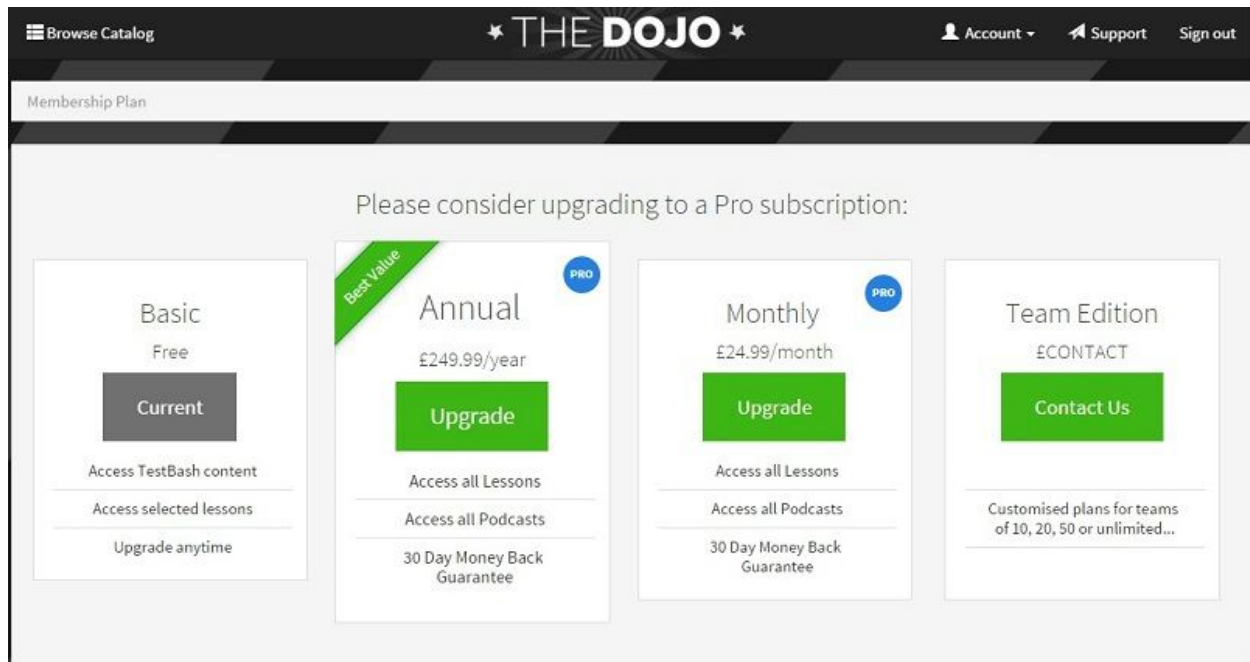 Browse Catalog
THE DOJO
Account
Support
Sign out
Membership Plan
Please consider upgrading to a Pro subscription:
Basic
Free
Current
Access TestBash content
Access selected lessons
Upgrade anytime
Best Value
PRO
Annual
£249.99/year
Upgrade
Access all Lessons
Access all Podcasts
30 Day Money Back
Guarantee
PRO
Monthly
£24.99/month
Upgrade
Access all Lessons
Access all Podcasts
30 Day Money Back
Guarantee
Team Edition
£CONTACT
Contact Us
Customised plans for teams
of 10, 20, 50 or unlimited...